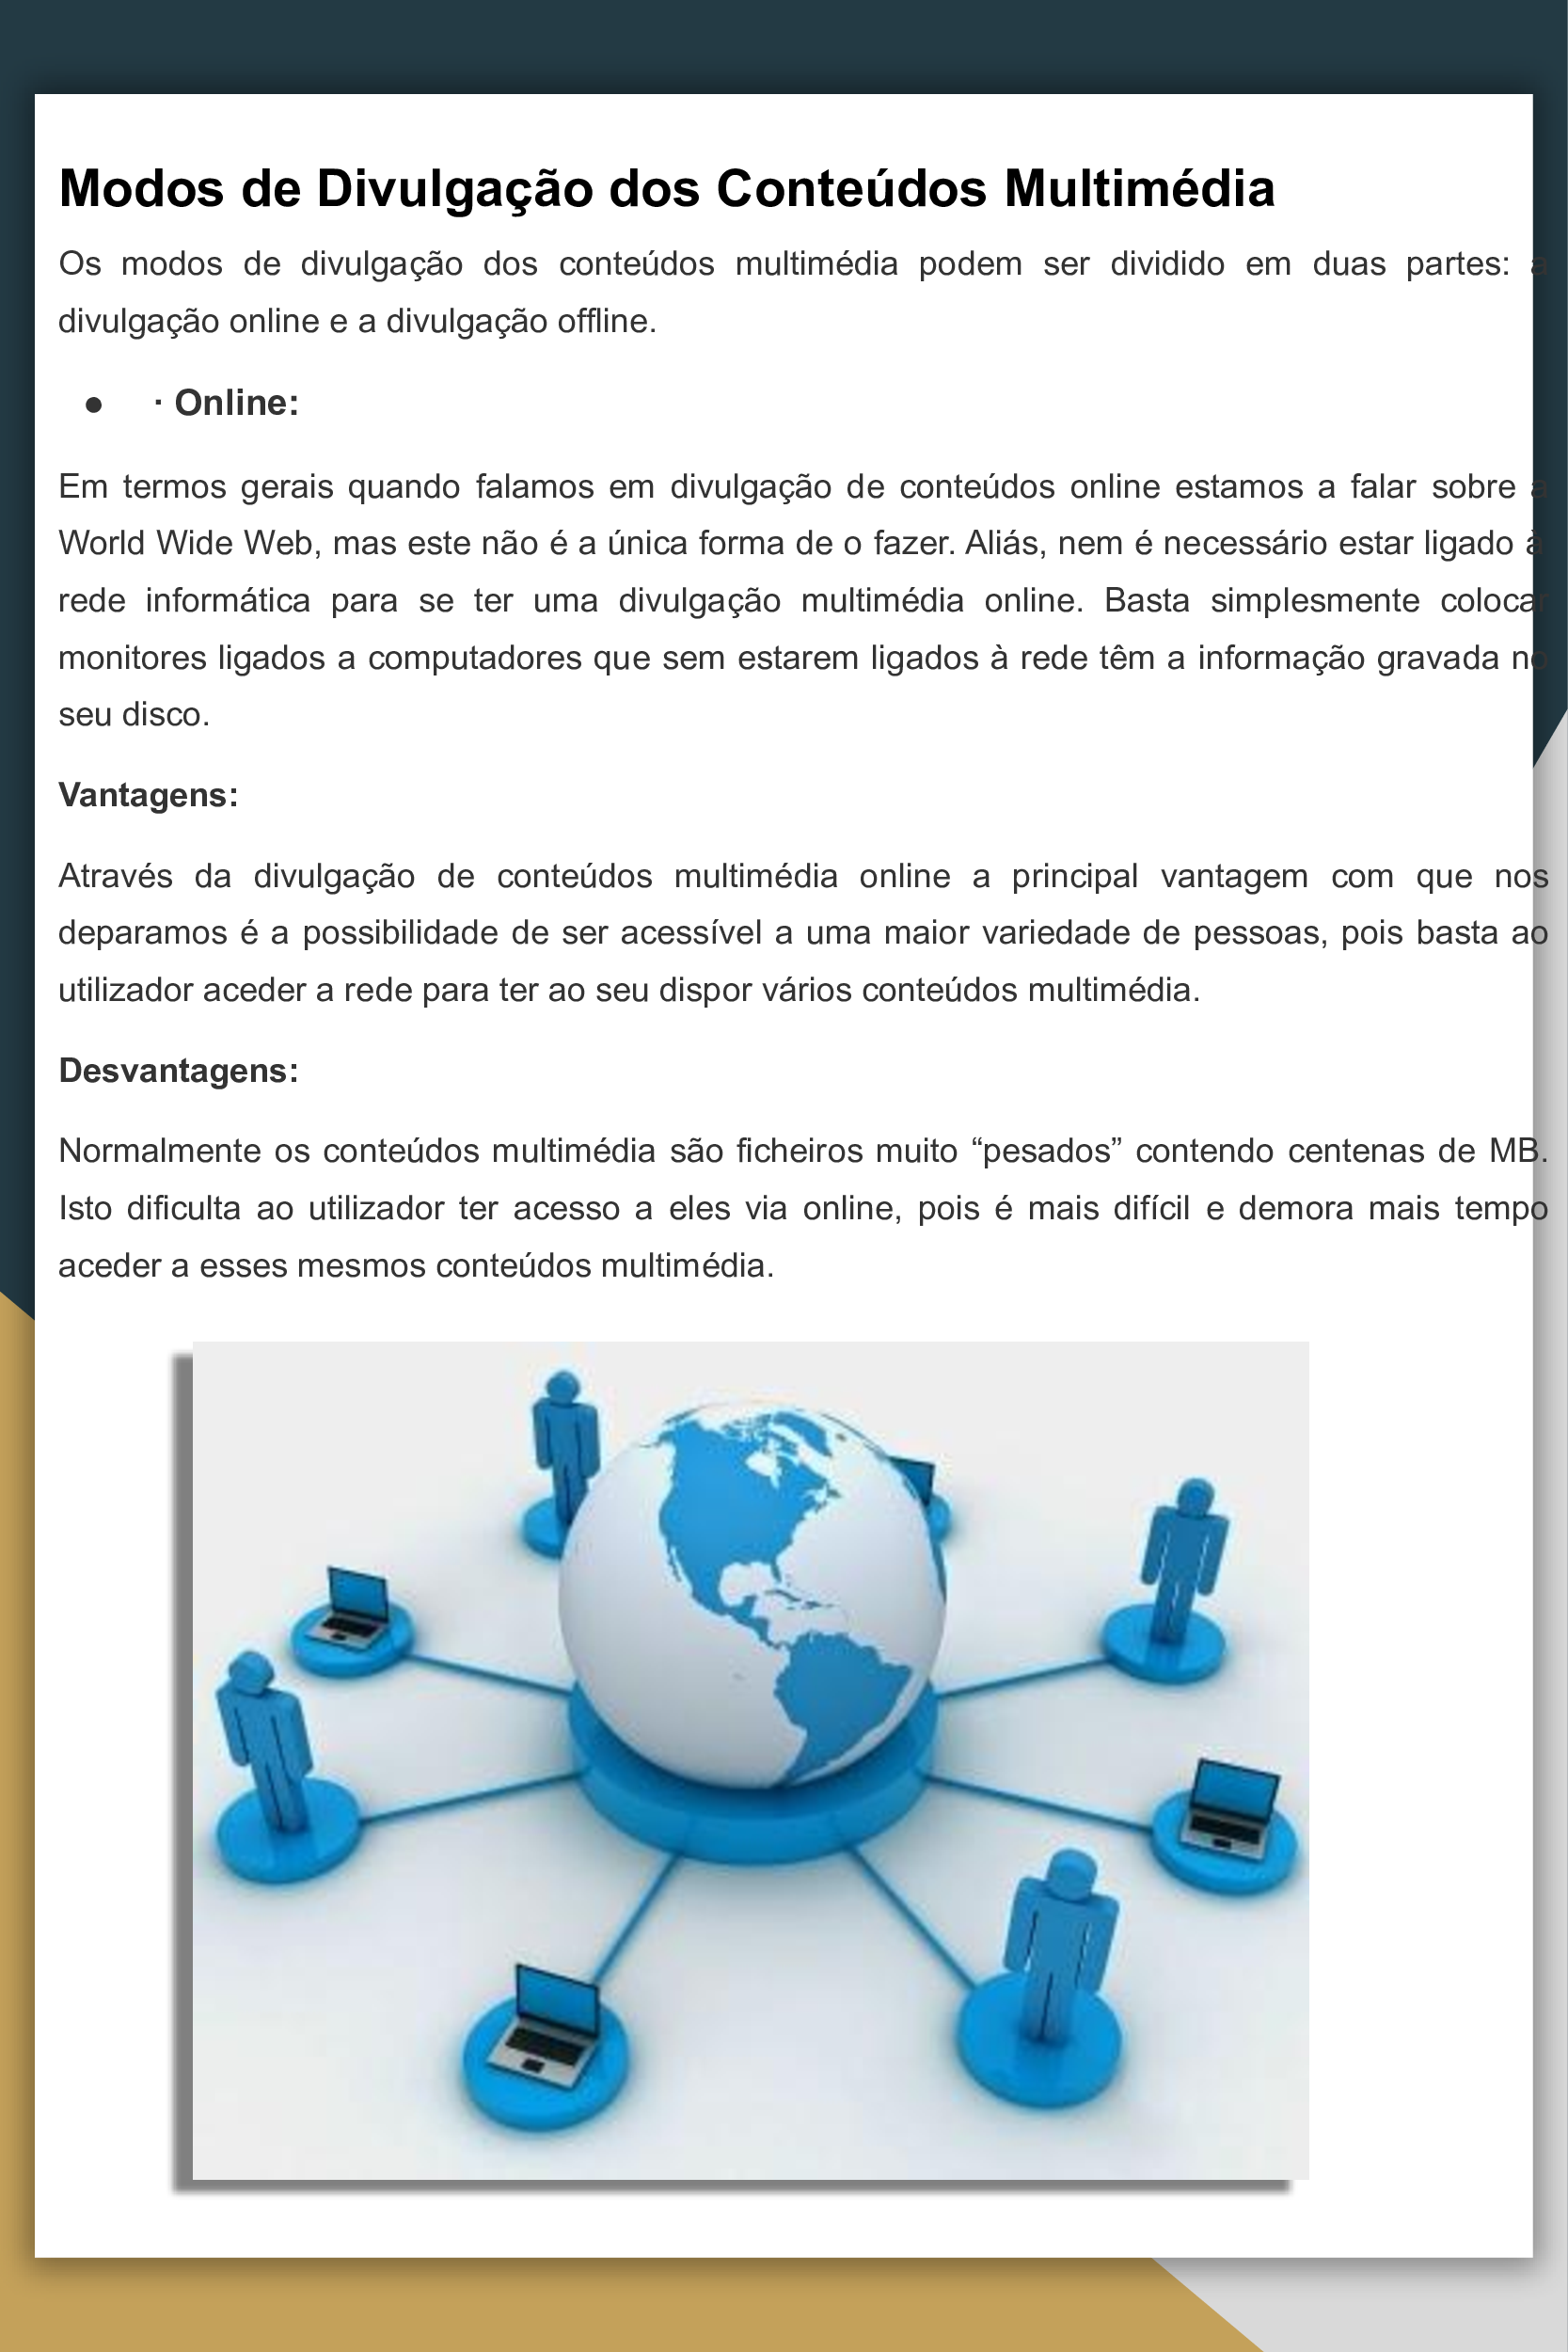 Modos de Divulgação dos Conteúdos Multimédia
Os modos de divulgação dos conteúdos multimédia podem ser dividido em duas partes: a
divulgação online e a divulgação offline.
● · Online:
Em termos gerais quando falamos em divulgação de conteúdos online estamos a falar sobre a
World Wide Web, mas este não é a única forma de o fazer. Aliás, nem é necessário estar ligado à
rede informática para se ter uma divulgação multimédia online. Basta simplesmente colocar
monitores ligados a computadores que sem estarem ligados à rede têm a informação gravada no
seu disco.
Vantagens:
Através da divulgação de conteúdos multimédia online a principal vantagem com que nos
deparamos é a possibilidade de ser acessível a uma maior variedade de pessoas, pois basta ao
utilizador aceder a rede para ter ao seu dispor vários conteúdos multimédia.
Desvantagens:
Normalmente os conteúdos multimédia são ficheiros muito “pesados” contendo centenas de MB.
Isto dificulta ao utilizador ter acesso a eles via online, pois é mais difícil e demora mais tempo
aceder a esses mesmos conteúdos multimédia.